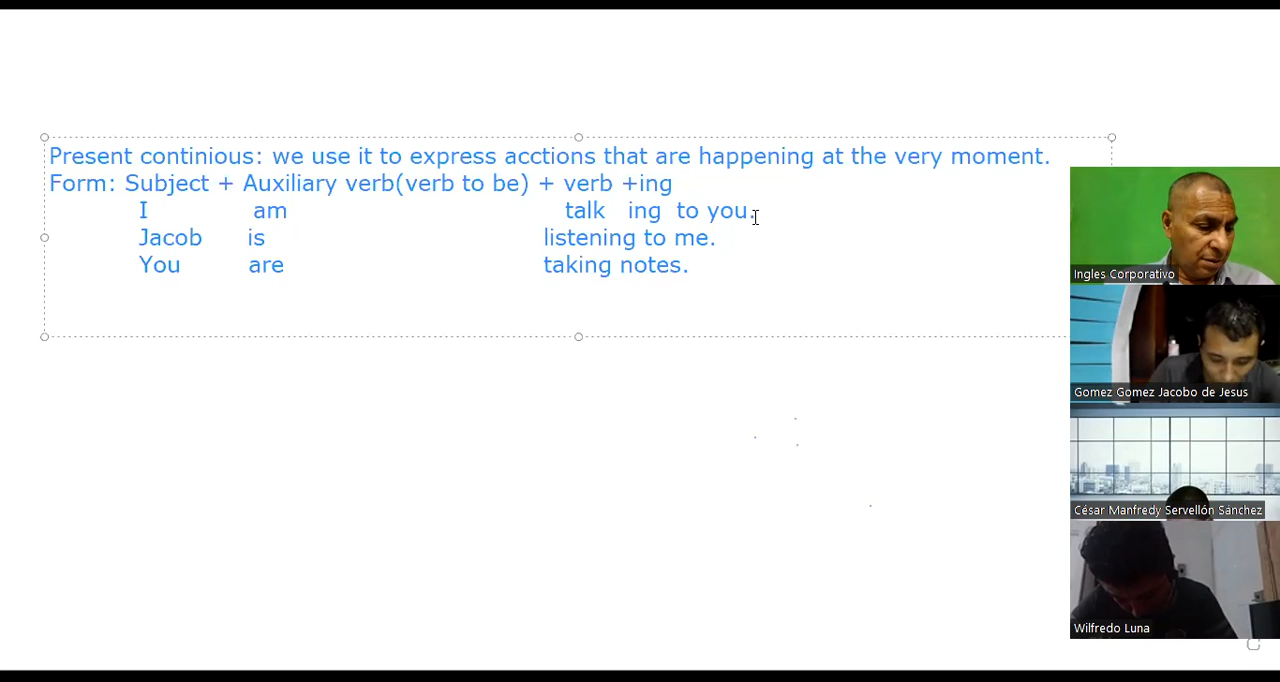 Present continious: we use it to express acctions that are happening at the very moment.
Form: Subject + Auxiliary verb(verb to be) + verb +ing
I am talk ing to you.
Jacob is listening to me.
You are taking notes.
Ingles Corporativo
Gomez Gomez Jacobo de Jesus
César Manfredy Servellón Sánchez
Wilfredo Luna